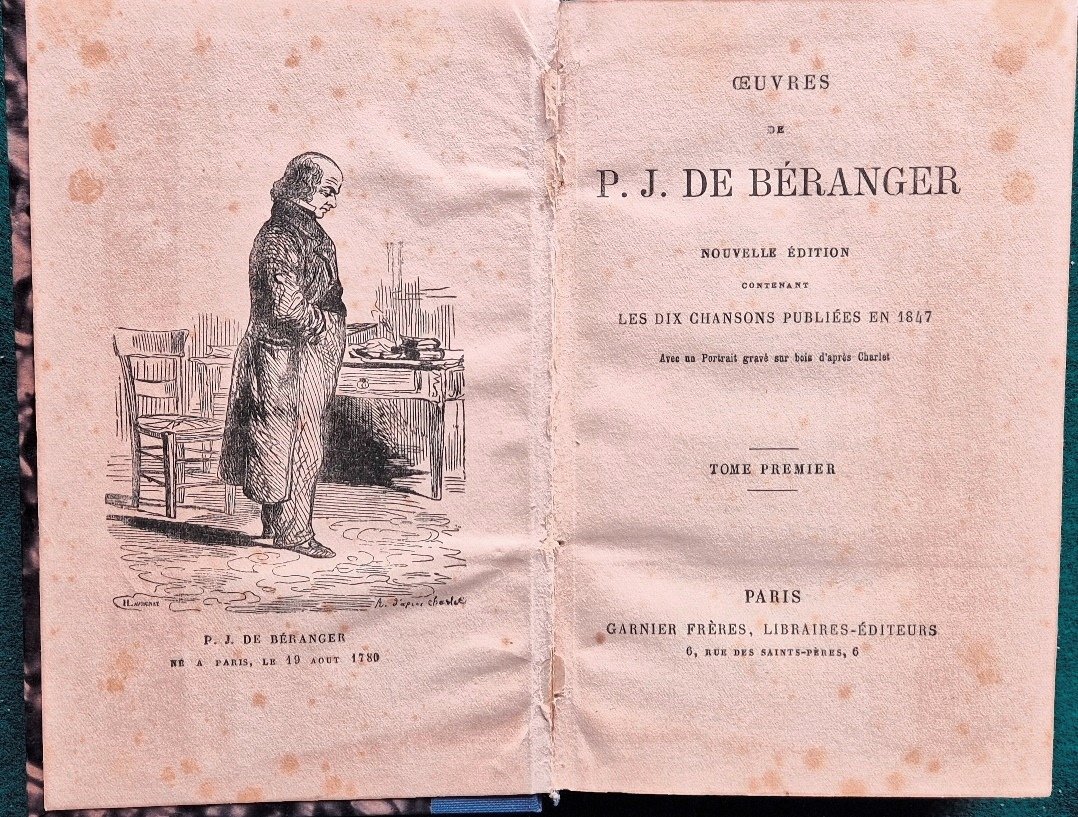 h. d'après Charlet
P. J. DE BÉRANGER
NÉ A PARIS, LE 19 AOUT 1780
ŒUVRES
DE
P. J. DE BÉRANGER
NOUVELLE ÉDITION
CONTENANT
LES DIX CHANSONS PUBLIÉES EN 1847
Avec un Portrait gravé sur bois d'après Charlet
TOME PREMIER
PARIS
GARNIER FRÈRES, LIBRAIRES-ÉDITEURS
6, RUE DES SAINTS-PÈRES, 6